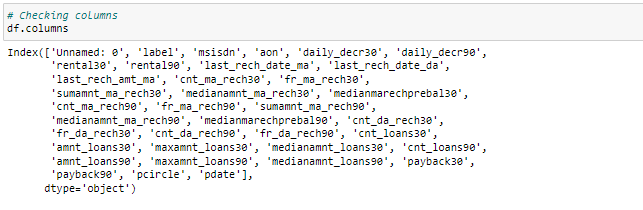 # Checking columns
df.columns
Index(['Unnamed: 0', 'label', 'msisdn', 'aon', 'daily_decr30', 'daily_decr90',
'rental30', 'rental90', 'last_rech_date_ma', 'last_rech_date_da',
'last_rech_amt_ma', 'cnt_ma_rech30', 'fr_ma_rech30',
'sumamnt_ma_rech30', 'medianamnt_ma_rech30', 'medianmarechprebal30',
'cnt_ma_rech90', 'fr_ma_rech90', 'sumamnt_ma_rech90',
'medianamnt_ma_rech90', 'medianmarechprebal90', 'cnt_da_rech30',
'fr_da_rech30', 'cnt_da_rech90', 'fr_da_rech90', 'cnt_loans30',
'amnt_loans30', 'maxamnt_loans30', 'medianamnt_loans30', 'cnt_loans90',
'amnt_loans90', 'maxamnt_loans90', 'medianamnt_loans90', 'payback30',
'payback90', 'pcircle', 'pdate'],
dtype='object')